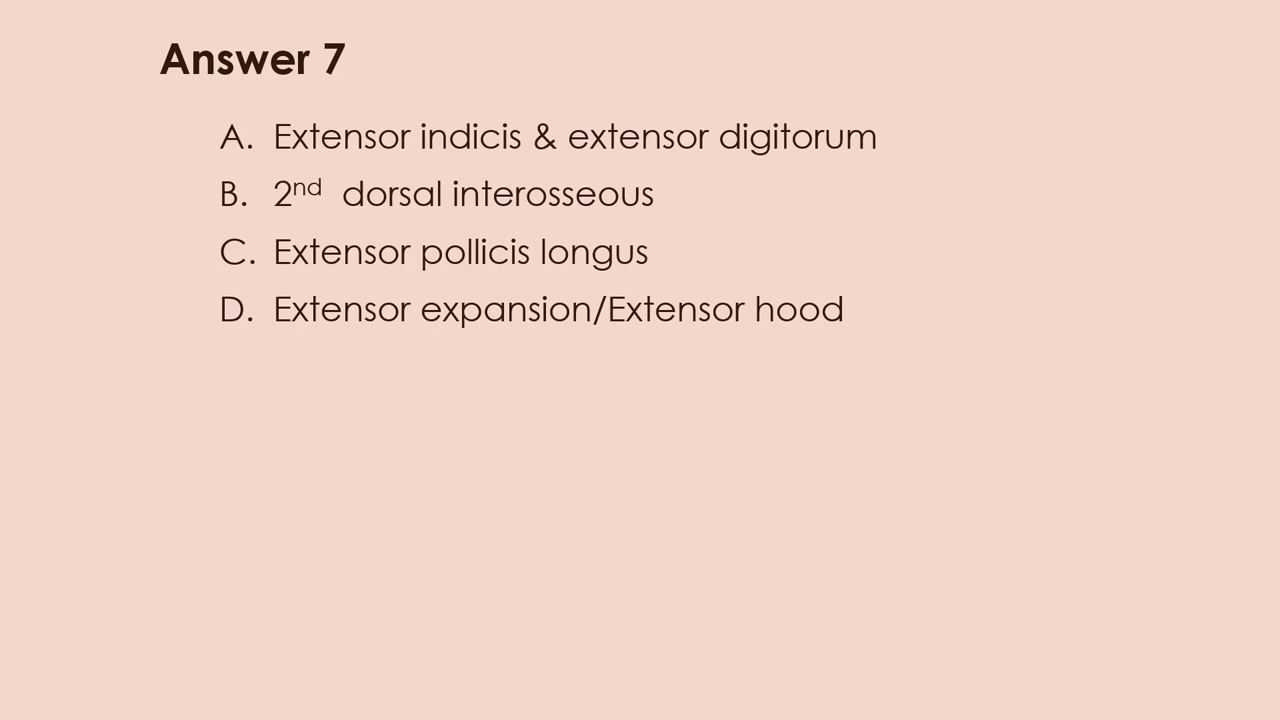 Answer 7
A. Extensor indicis & extensor digitorum
B. 2nd dorsal interosseous
C. Extensor pollicis longus
D. Extensor expansion/Extensor hood